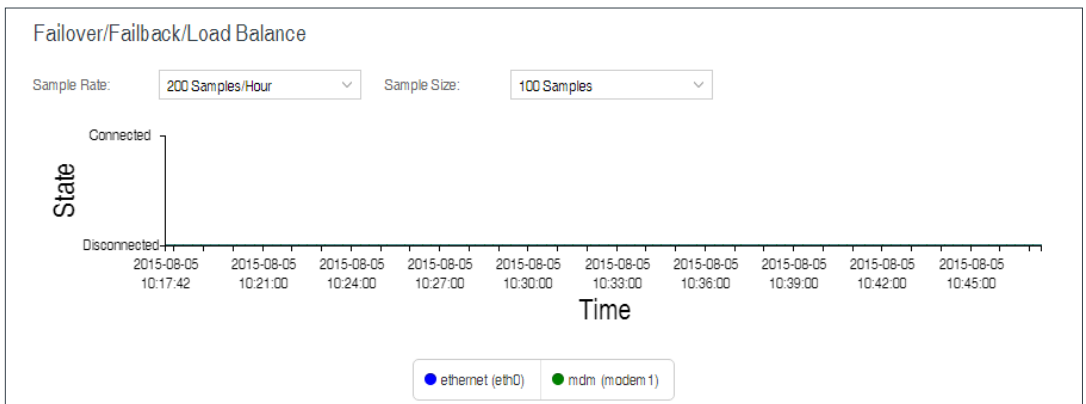 Failover/Failback/Load Balance
Sample Rate: 200 Samples/Hour Sample Size: 100 Samples
Connected
State
Disconnected
2015-08-05 2015-08-05 2015-08-05 2015-08-05 2015-08-05 2015-08-05 2015-08-05 2015-08-05 2015-08-05 2015-08-05
10:17:42 10:21:00 10:24:00 10:27:00 10:30:00 10:33:00 10:36:00 10:39:00 10:42:00 10:45:00
Time
ethernet (eth0) mdm (modem1)